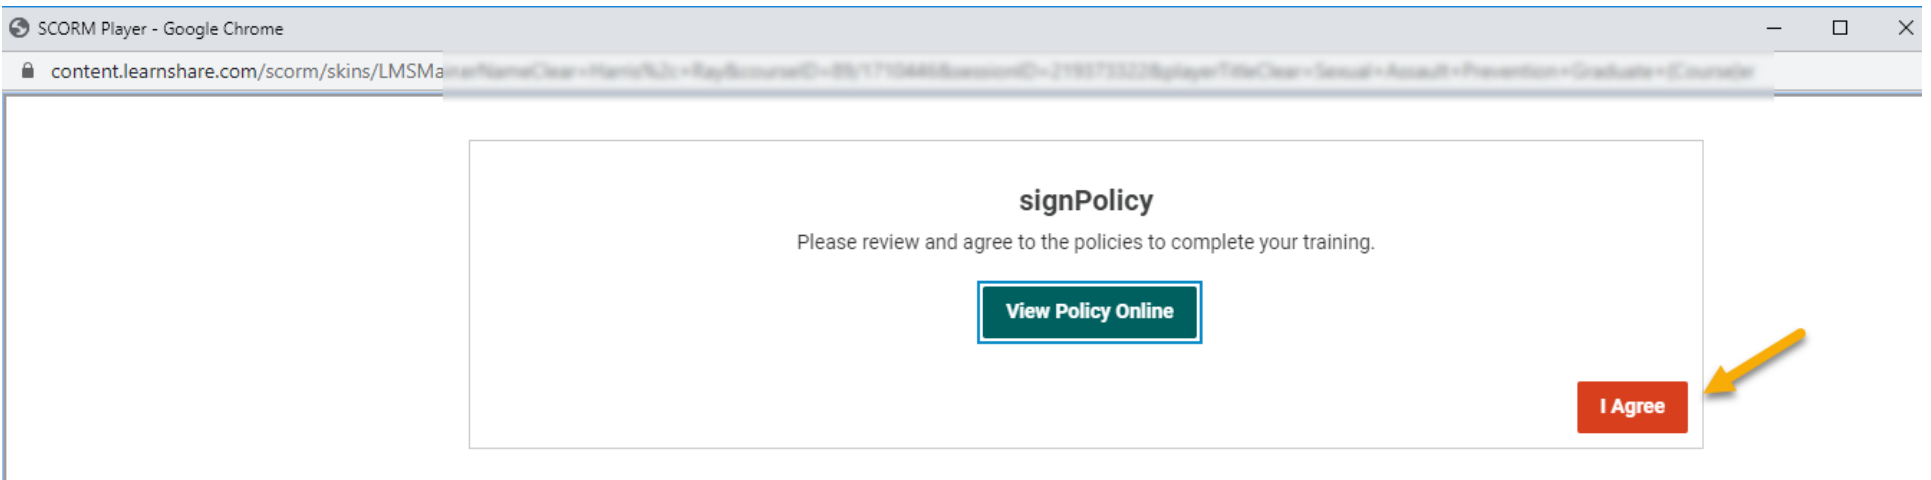 SCORM Player - Google Chrome
content.learnshare.com/scorm/skins/LMSMa
signPolicy
Please review and agree to the policies to complete your training.
View Policy Online
I Agree